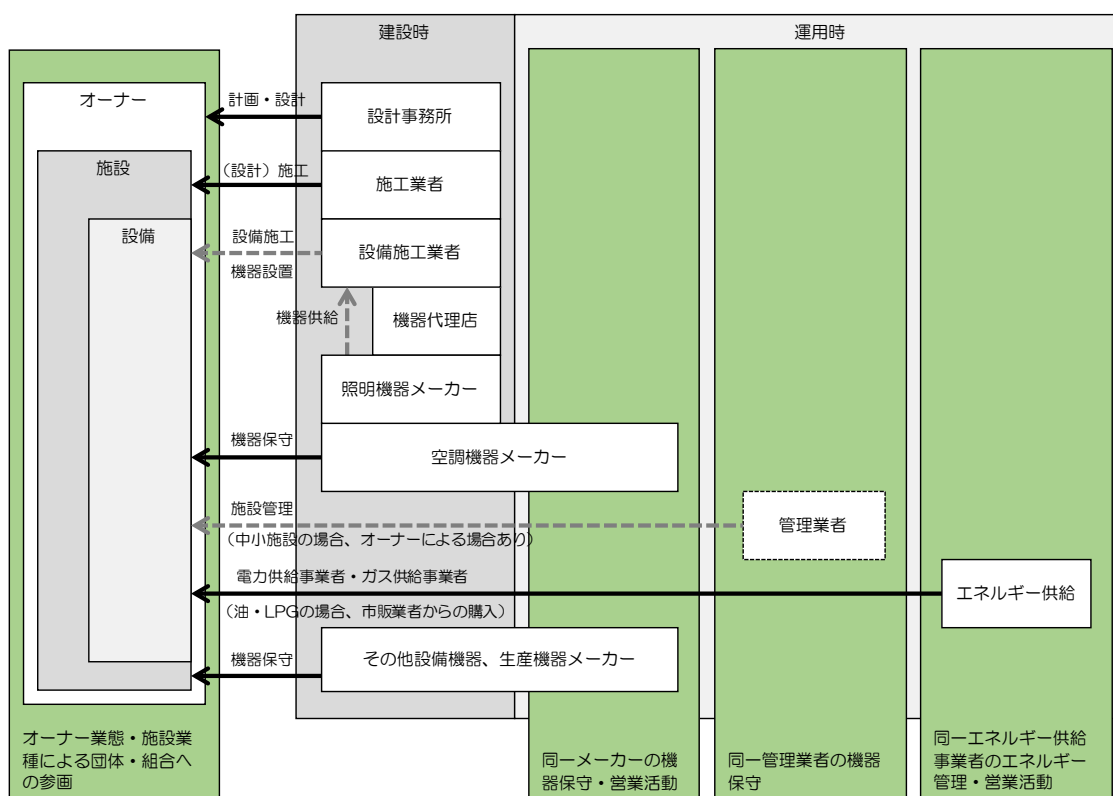 建設時
運用時
オーナー
計画・設計
設計事務所
施設
（設計）施工
施工業者
設備
設備施工
設備施工業者
機器設置
機器供給
機器代理店
照明機器メーカー
機器保守
空調機器メーカー
施設管理
管理業者
（中小施設の場合、オーナーによる場合あり）
電力供給事業者・ガス供給事業者
エネルギー供給
（油・LPGの場合、市販業者からの購入）
機器保守
その他設備機器、生産機器メーカー
オーナー業態・施設業
種による団体・組合へ
の参画
同一メーカーの機
器保守・営業活動
同一管理業者の機器
保守
同一エネルギー供給
事業者のエネルギー
管理・営業活動